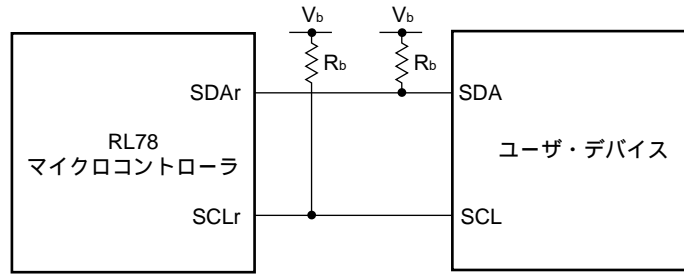 Vb Vb
Rb Rb
SDAr SDA
RL78
マイクロコントローラ
ユーザ・デバイス
SCLr SCL